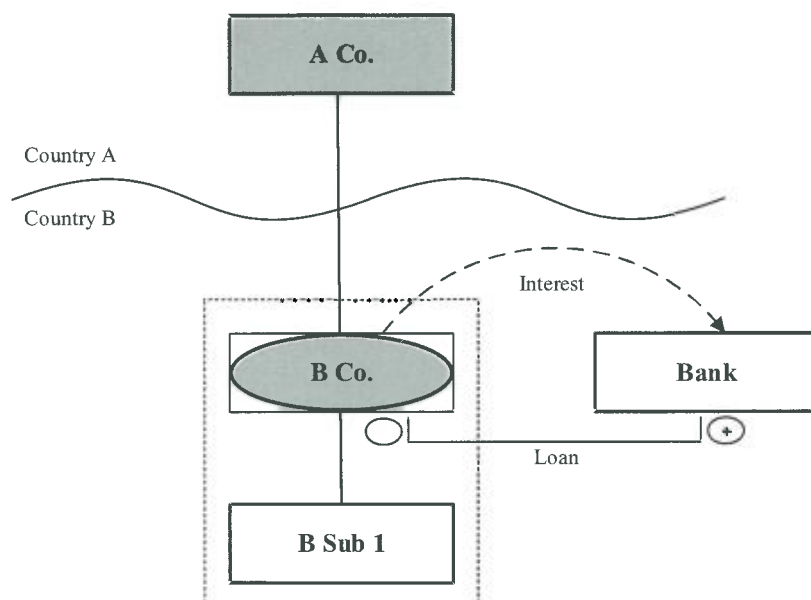 A Co.
Country A
Country B
Interest
B Co.
Bank
+
Loan
B Sub 1